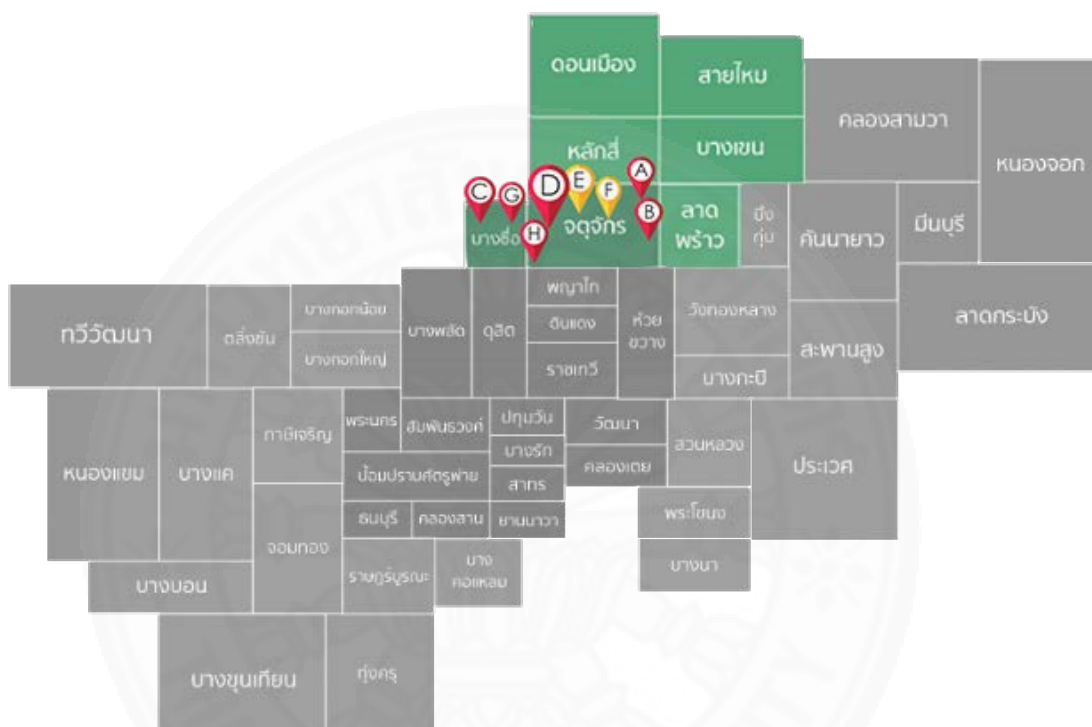 ดอนเมือง
สายไหม
คลองสามวา
หนองจอก
หลักสี่
บางเขน
A
B
C
D
E
F
G
H
บางซื่อ
จตุจักร
ลาด
พร้าว
บึง
กุ่ม
คันนายาว
มีนบุรี
ลาดกระบัง
ทวีวัฒนา
ตลิ่งชัน
บางกอกน้อย
บางกอกใหญ่
บางพลัด
ดุสิต
พญาไท
ดินแดง
ราชเทวี
ห้วย
ขวาง
วังทองหลาง
บางกะปิ
สะพานสูง
หนองแขม
บางแค
ภาษีเจริญ
พระนคร
สัมพันธวงศ์
ปทุมวัน
บางรัก
สาทร
วัฒนา
คลองเตย
สวนหลวง
ประเวศ
ป้อมปราบศัตรูพ่าย
ธนบุรี
คลองสาน
ยานนาวา
พระโขนง
บางนา
จอมทอง
บางบอน
ราษฎร์บูรณะ
บาง
คอแหลม
บางขุนเทียน
ทุ่งครุ